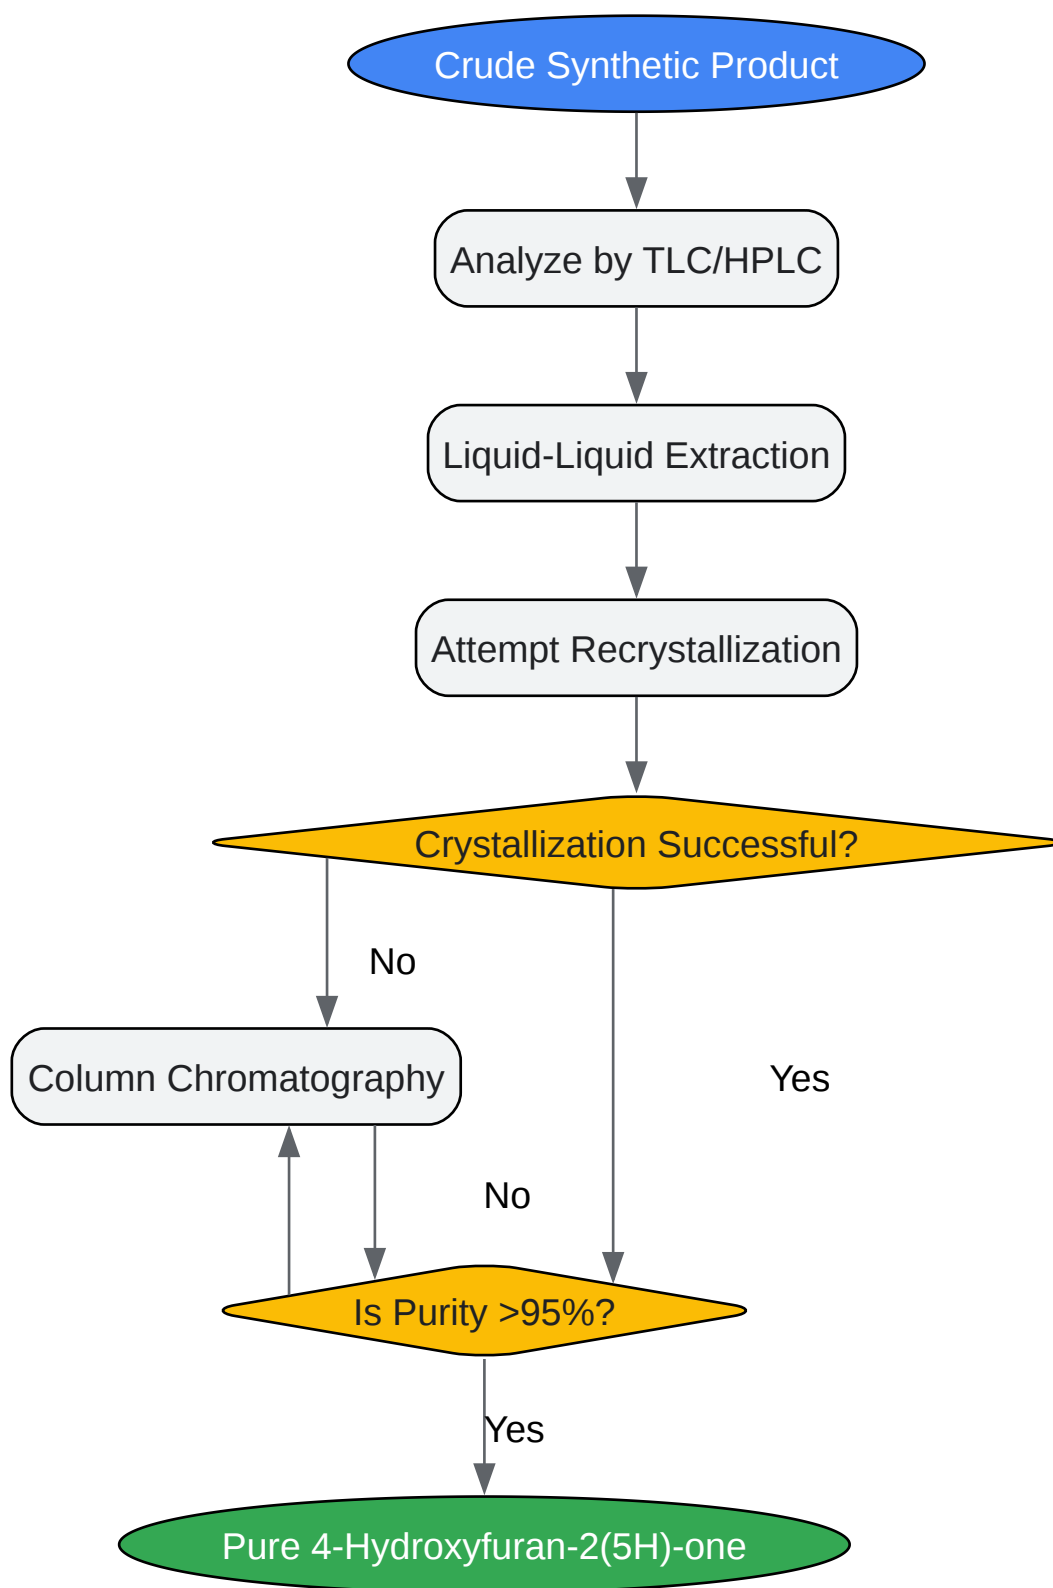 Crude Synthetic Product
Analyze by TLC/HPLC
Liquid-Liquid Extraction
Attempt Recrystallization
Crystallization Successful?
No
Column Chromatography
Yes
No
Is Purity >95%?
Yes
Pure 4-Hydroxyfuran-2(5H)-one